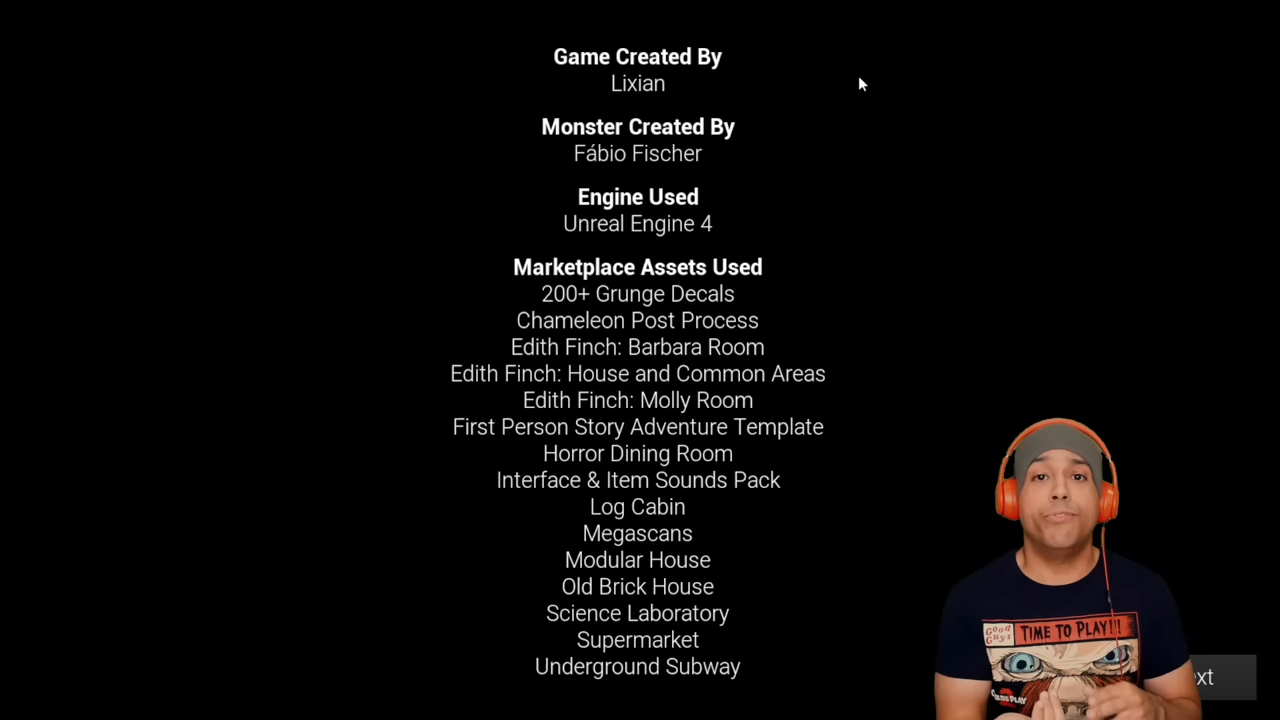 Game Created By
Lixian
Monster Created By
Fábio Fischer
Engine Used
Unreal Engine 4
Marketplace Assets Used
200+ Grunge Decals
Chameleon Post Process
Edith Finch: Barbara Room
Edith Finch: House and Common Areas
Edith Finch: Molly Room
First Person Story Adventure Template
Horror Dining Room
Interface & Item Sounds Pack
Log Cabin
Megascans
Modular House
Old Brick House
Science Laboratory
Supermarket
Underground Subway
Good Guys
TIME TO PLAY!!!
ext